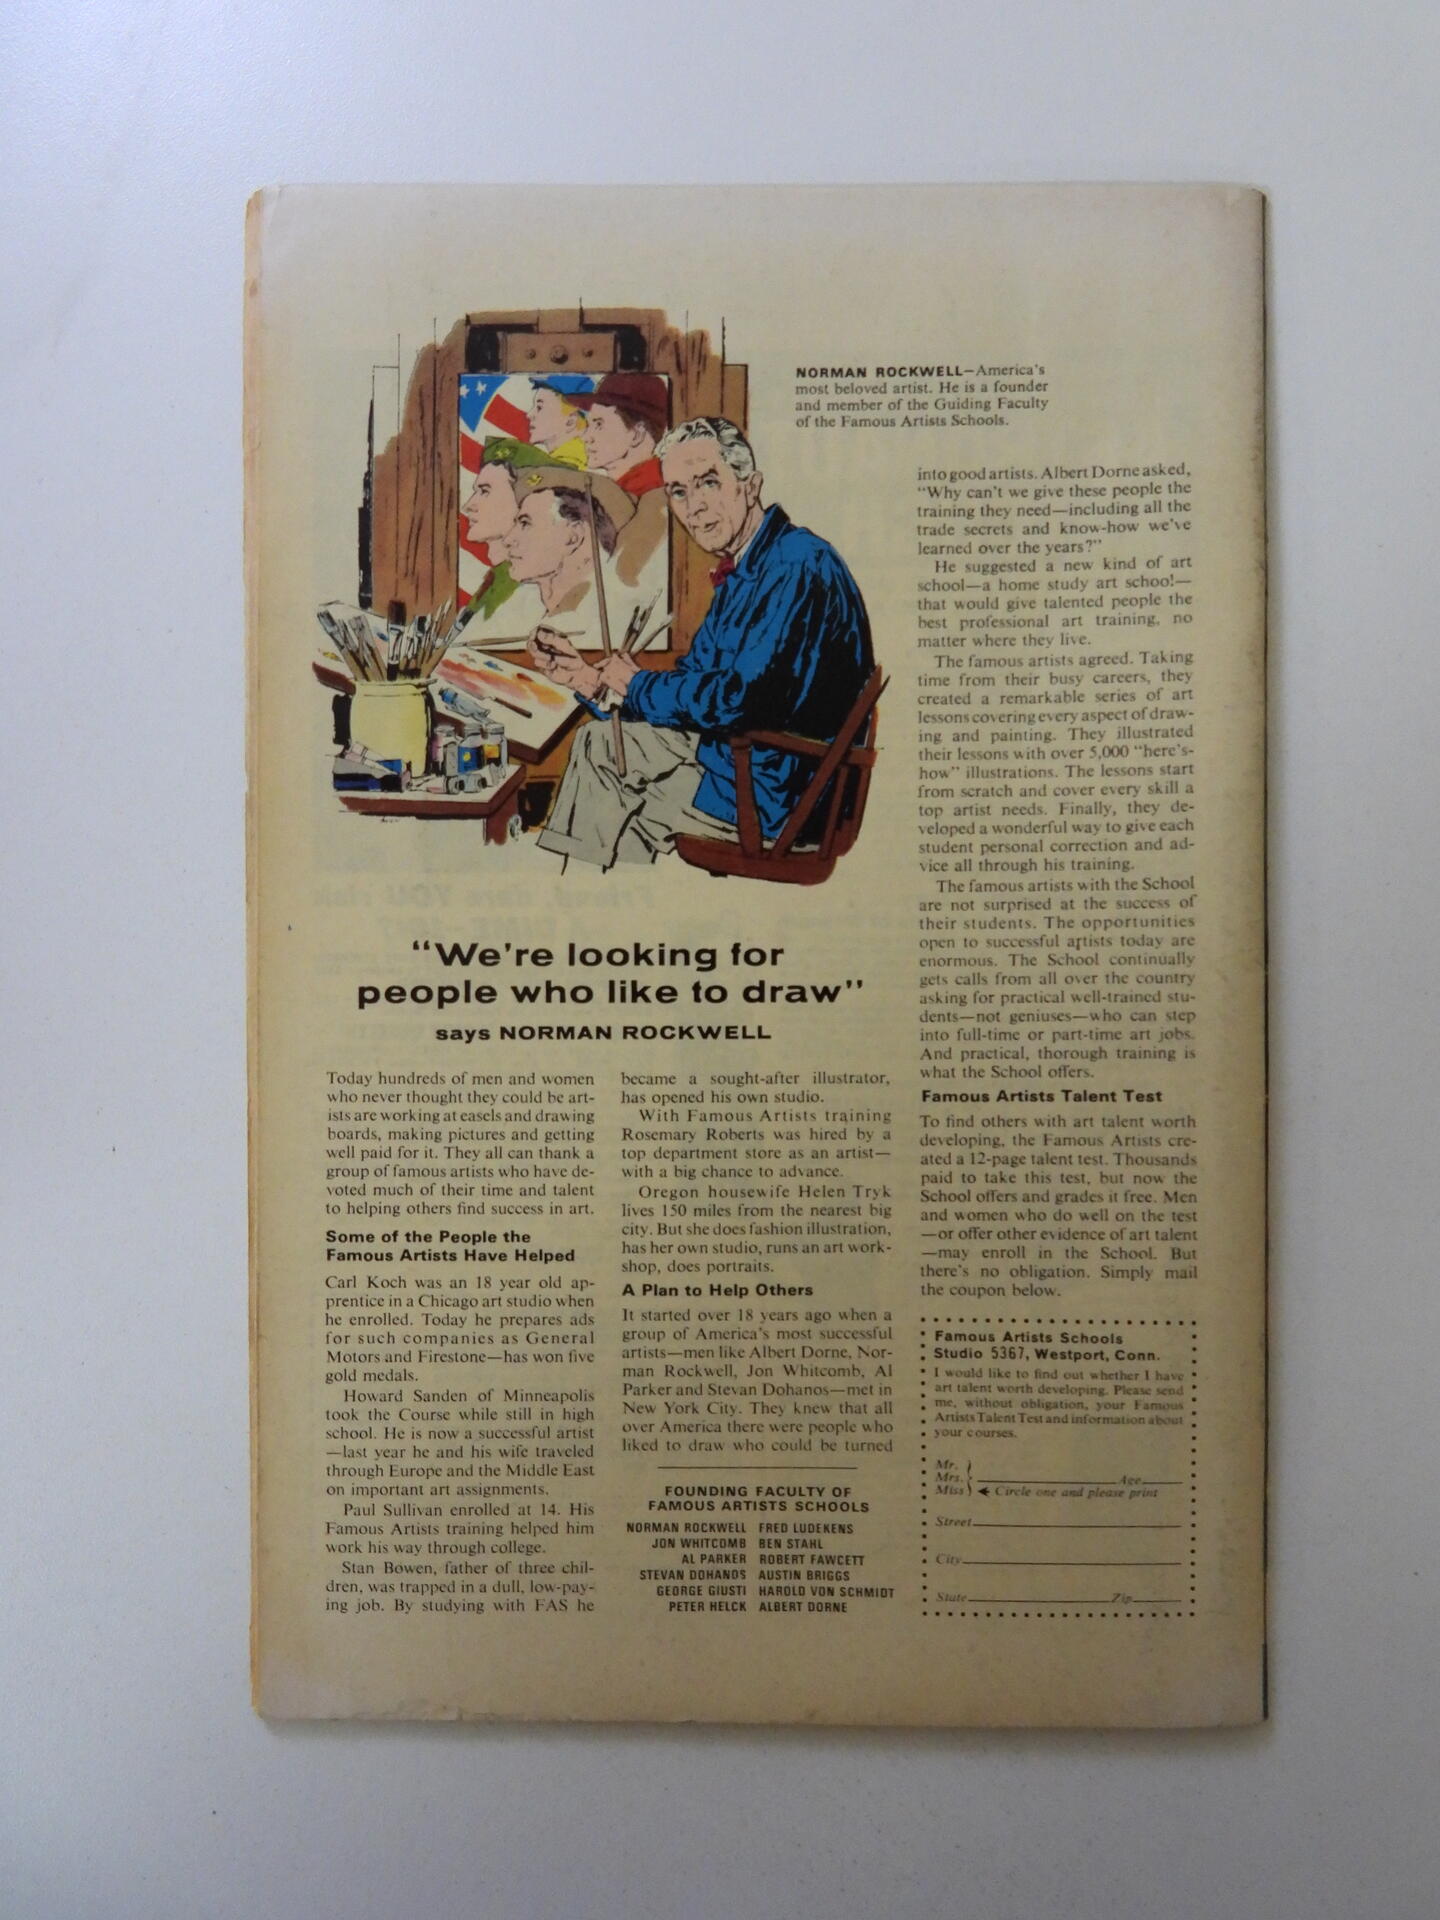 NORMAN ROCKWELL—America's
most beloved artist. He is a founder
and member of the Guiding Faculty
of the Famous Artists Schools.
"We're looking for
people who like to draw"
says NORMAN ROCKWELL
Today hundreds of men and women
who never thought they could be art-
ists are working at easels and drawing
boards, making pictures and getting
well paid for it. They all can thank a
group of famous artists who have de-
voted much of their time and talent
to helping others find success in art.
Some of the People the
Famous Artists Have Helped
Carl Koch was an 18 year old ap-
prentice in a Chicago art studio when
he enrolled. Today he prepares ads
for such companies as General
Motors and Firestone—has won five
gold medals.
Howard Sanden of Minneapolis
took the Course while still in high
school. He is now a successful artist
—last year he and his wife traveled
through Europe and the Middle East
on important art assignments.
Paul Sullivan enrolled at 14. His
Famous Artists training helped him
work his way through college.
Stan Bowen, father of three chil-
dren, was trapped in a dull, low-pay-
ing job. By studying with FAS he
became a sought-after illustrator,
has opened his own studio.
With Famous Artists training
Rosemary Roberts was hired by a
top department store as an artist—
with a big chance to advance.
Oregon housewife Helen Tryk
lives 150 miles from the nearest big
city. But she does fashion illustration,
has her own studio, runs an art work-
shop, does portraits.
A Plan to Help Others
It started over 18 years ago when a
group of America's most successful
artists—men like Albert Dorne, Nor-
man Rockwell, Jon Whitcomb, Al
Parker and Stevan Dohanos—met in
New York City. They knew that all
over America there were people who
liked to draw who could be turned
FOUNDING FACULTY OF
FAMOUS ARTISTS SCHOOLS
NORMAN ROCKWELL FRED LUDEKENS
JON WHITCOMB BEN STAHL
AL PARKER ROBERT FAWCETT
STEVAN DOHANOS AUSTIN BRIGGS
GEORGE GIUSTI HAROLD VON SCHMIDT
PETER HELCK ALBERT DORNE
into good artists. Albert Dorne asked,
"Why can't we give these people the
training they need—including all the
trade secrets and know-how we've
learned over the years?"
He suggested a new kind of art
school—a home study art school—
that would give talented people the
best professional art training, no
matter where they live.
The famous artists agreed. Taking
time from their busy careers, they
created a remarkable series of art
lessons covering every aspect of draw-
ing and painting. They illustrated
their lessons with over 5,000 "here's-
how" illustrations. The lessons start
from scratch and cover every skill a
top artist needs. Finally, they de-
veloped a wonderful way to give each
student personal correction and ad-
vice all through his training.
The famous artists with the School
are not surprised at the success of
their students. The opportunities
open to successful artists today are
enormous. The School continually
gets calls from all over the country
asking for practical well-trained stu-
dents—not geniuses—who can step
into full-time or part-time art jobs.
And practical, thorough training is
what the School offers.
Famous Artists Talent Test
To find others with art talent worth
developing, the Famous Artists cre-
ated a 12-page talent test. Thousands
paid to take this test, but now the
School offers and grades it free. Men
and women who do well on the test
—or offer other evidence of art talent
—may enroll in the School. But
there's no obligation. Simply mail
the coupon below.
Famous Artists Schools
Studio 5367, Westport, Conn.
I would like to find out whether I have
art talent worth developing. Please send
me, without obligation, your Famous
Artists Talent Test and information about
your courses.
Mr.
Mrs. Age
Miss Circle one and please print
Street
City
State Zip